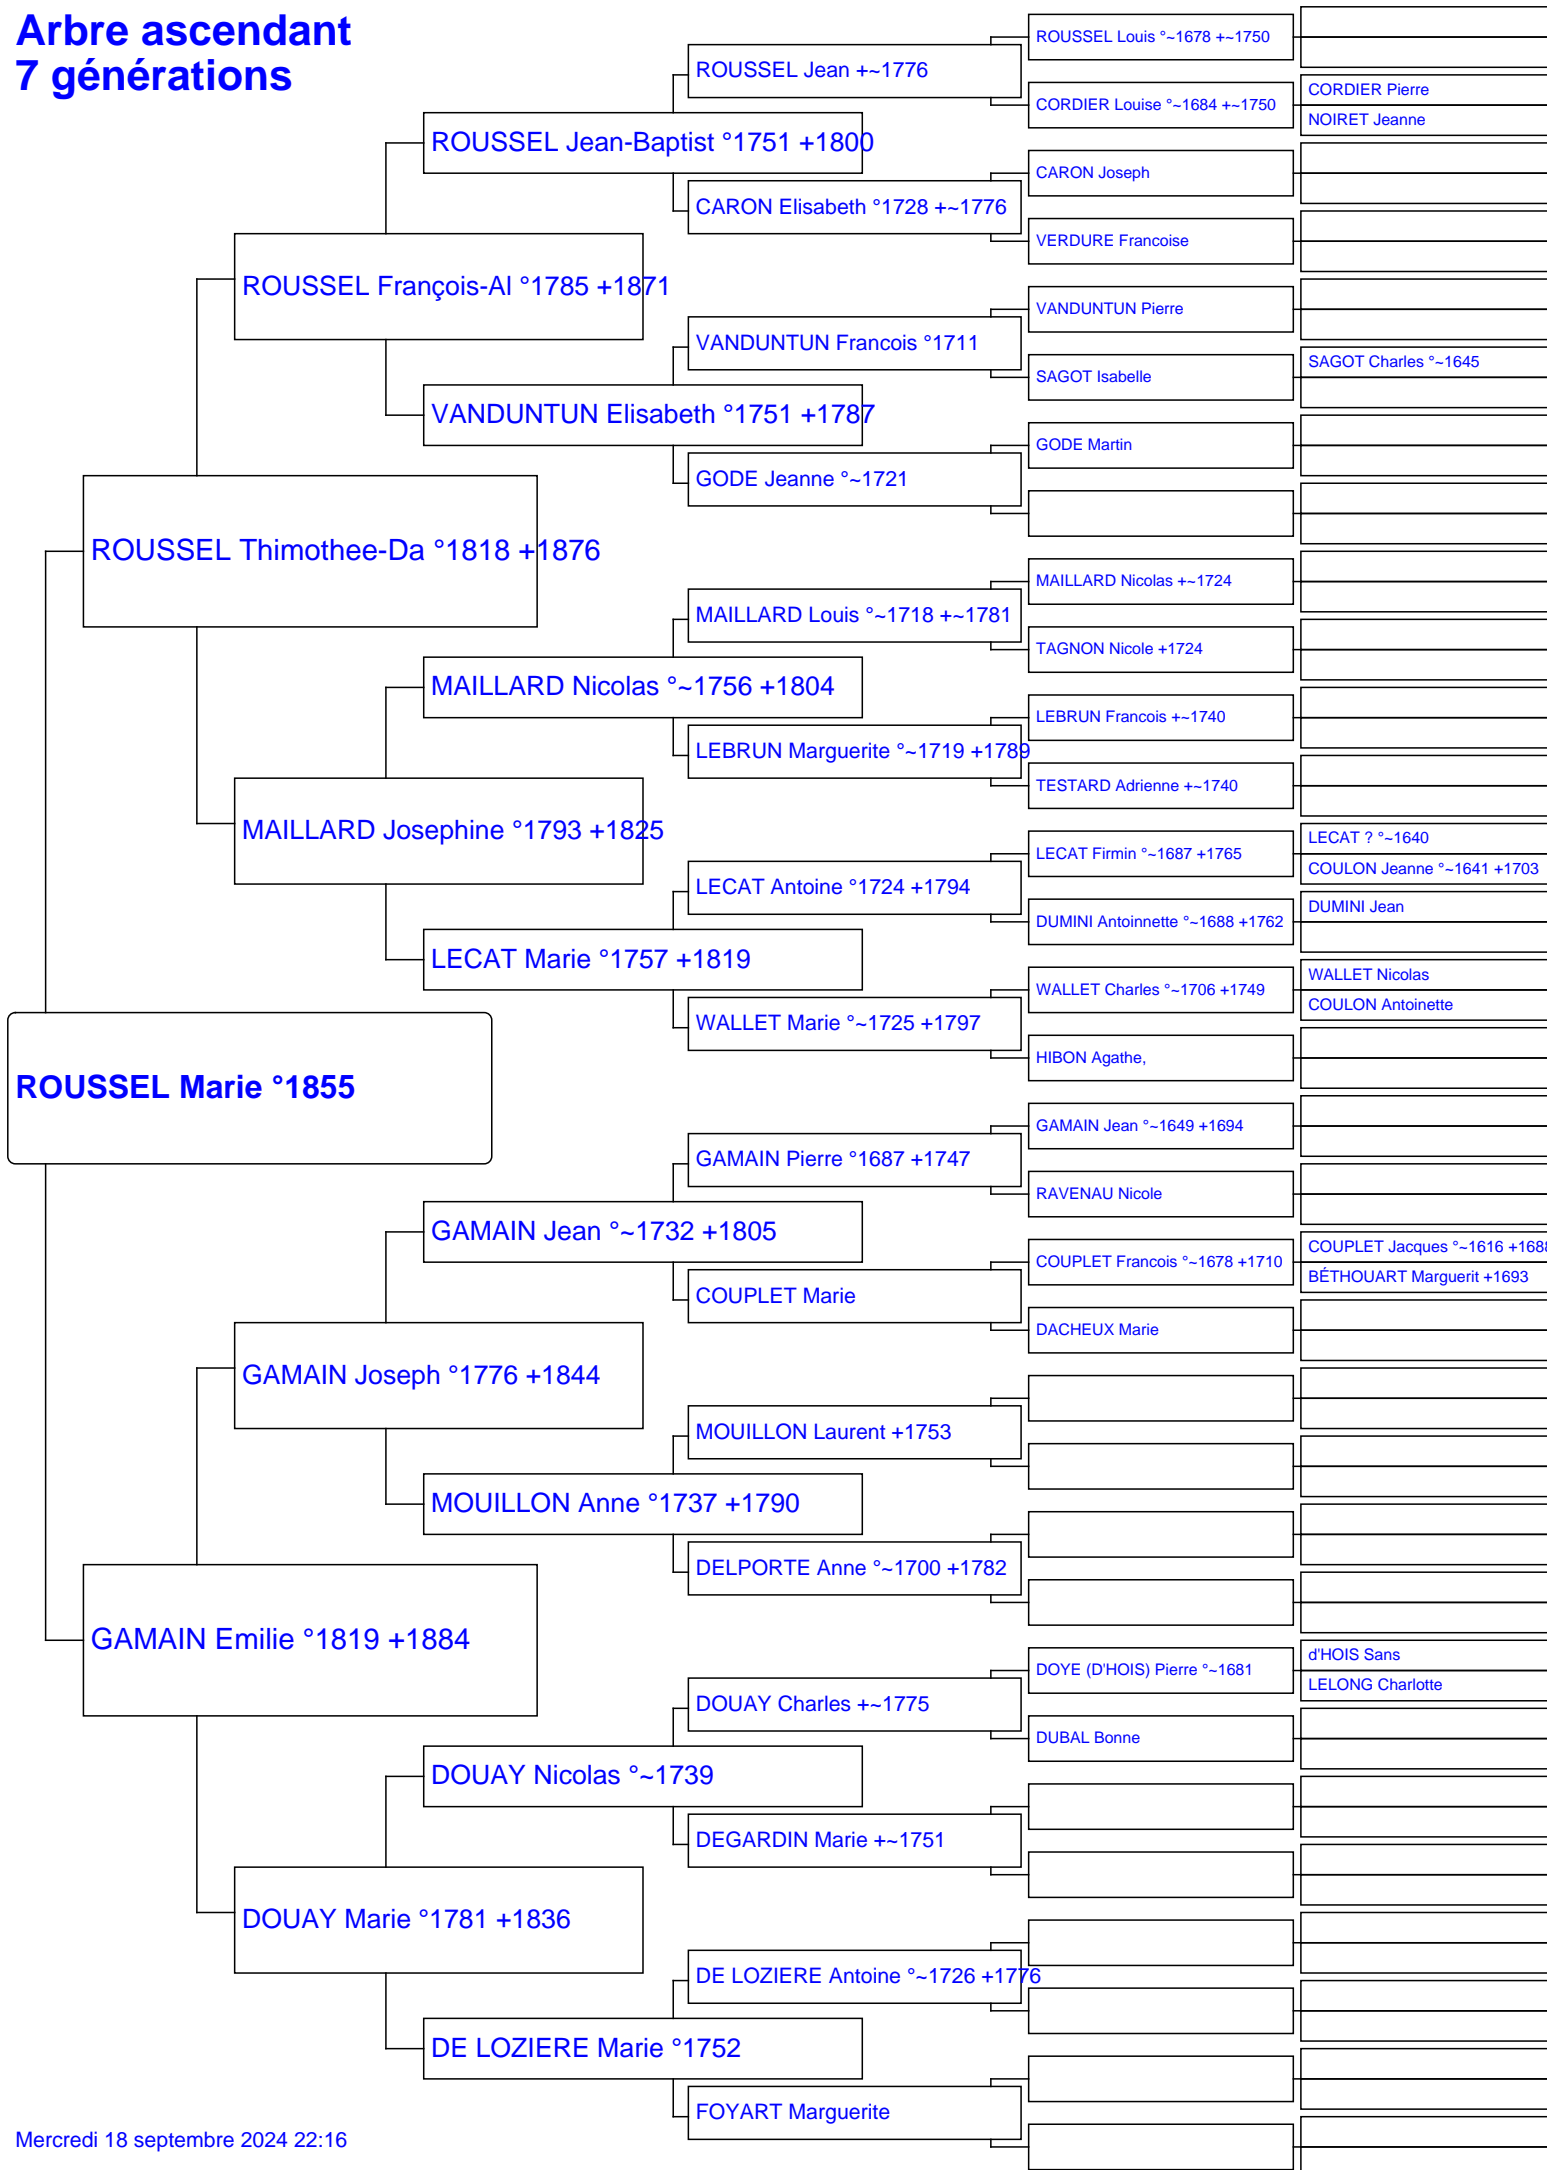 Arbre ascendant
7 générations
ROUSSEL Marie °1855
ROUSSEL Thimothee-Da °1818 +1876
GAMAIN Emilie °1819 +1884
ROUSSEL François-Al °1785 +1871
MAILLARD Josephine °1793 +1825
GAMAIN Joseph °1776 +1844
DOUAY Marie °1781 +1836
ROUSSEL Jean-Baptist °1751 +1800
VANDUNTUN Elisabeth °1751 +1787
MAILLARD Nicolas °~1756 +1804
LECAT Marie °1757 +1819
GAMAIN Jean °~1732 +1805
MOUILLON Anne °1737 +1790
DOUAY Nicolas °~1739
DE LOZIERE Marie °1752
ROUSSEL Jean +~1776
CARON Elisabeth °1728 +~1776
VANDUNTUN Francois °1711
GODE Jeanne °~1721
MAILLARD Louis °~1718 +~1781
LEBRUN Marguerite °~1719 +1789
LECAT Antoine °1724 +1794
WALLET Marie °~1725 +1797
GAMAIN Pierre °1687 +1747
COUPLET Marie
MOUILLON Laurent +1753
DELPORTE Anne °~1700 +1782
DOUAY Charles +~1775
DEGARDIN Marie +~1751
DE LOZIERE Antoine °~1726 +1776
FOYART Marguerite
ROUSSEL Louis °~1678 +~1750
CORDIER Louise °~1684 +~1750
CARON Joseph
VERDURE Francoise
VANDUNTUN Pierre
SAGOT Isabelle
GODE Martin
MAILLARD Nicolas +~1724
TAGNON Nicole +1724
LEBRUN Francois +~1740
TESTARD Adrienne +~1740
LECAT Firmin °~1687 +1765
DUMINI Antoinnette °~1688 +1762
WALLET Charles °~1706 +1749
HIBON Agathe,
GAMAIN Jean °~1649 +1694
RAVENAU Nicole
COUPLET Francois °~1678 +1710
DACHEUX Marie
DOYE (D'HOIS) Pierre °~1681
DUBAL Bonne
CORDIER Pierre
NOIRET Jeanne
SAGOT Charles °~1645
LECAT ? °~1640
COULON Jeanne °~1641 +1703
DUMINI Jean
WALLET Nicolas
COULON Antoinette
COUPLET Jacques °~1616 +1688
BÉTHOUART Marguerit +1693
d'HOIS Sans
LELONG Charlotte
Mercredi 18 septembre 2024 22:16